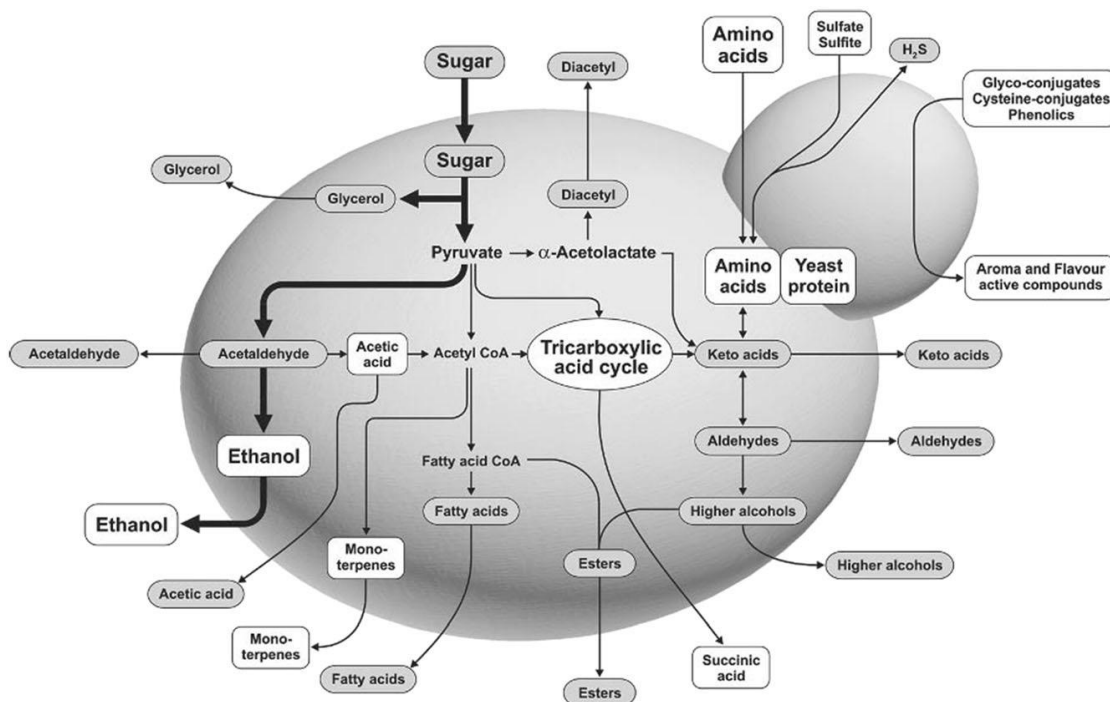 Sugar
Diacetyl
Amino
acids
Sulfate
Sulfite
H₂S
Glyco-conjugates
Cysteine-conjugates
Phenolics
Sugar
Glycerol
Glycerol
Diacetyl
Pyruvate
α-Acetolactate
Amino
acids
Yeast
protein
Aroma and Flavour
active compounds
Acetaldehyde
Acetaldehyde
Acetic
acid
Acetyl CoA
Tricarboxylic
acid cycle
Keto acids
Keto acids
Ethanol
Fatty acid CoA
Aldehydes
Aldehydes
Ethanol
Fatty acids
Higher alcohols
Mono-
terpenes
Esters
Higher alcohols
Acetic acid
Mono-
terpenes
Fatty acids
Esters
Succinic
acid